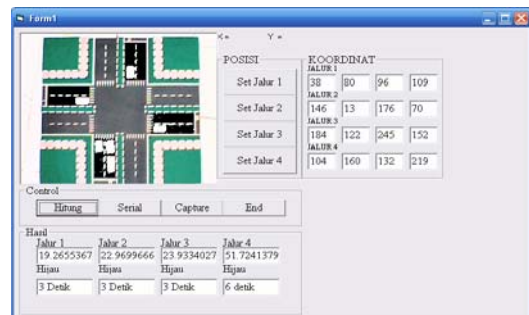 Form1
X = Y =
POSISI
Set Jalur 1
Set Jalur 2
Set Jalur 3
Set Jalur 4
KOORDINAT
JALUR 1
38 80 96 109
JALUR 2
146 13 176 70
JALUR 3
184 122 245 152
JALUR 4
104 160 132 219
Control
Hitung Serial Capture End
Hasil
Jalur 1 Jalur 2 Jalur 3 Jalur 4
19.2655367 22.9699666 23.9334027 51.7241379
Hijau Hijau Hijau Hijau
3 Detik 3 Detik 3 Detik 6 detik